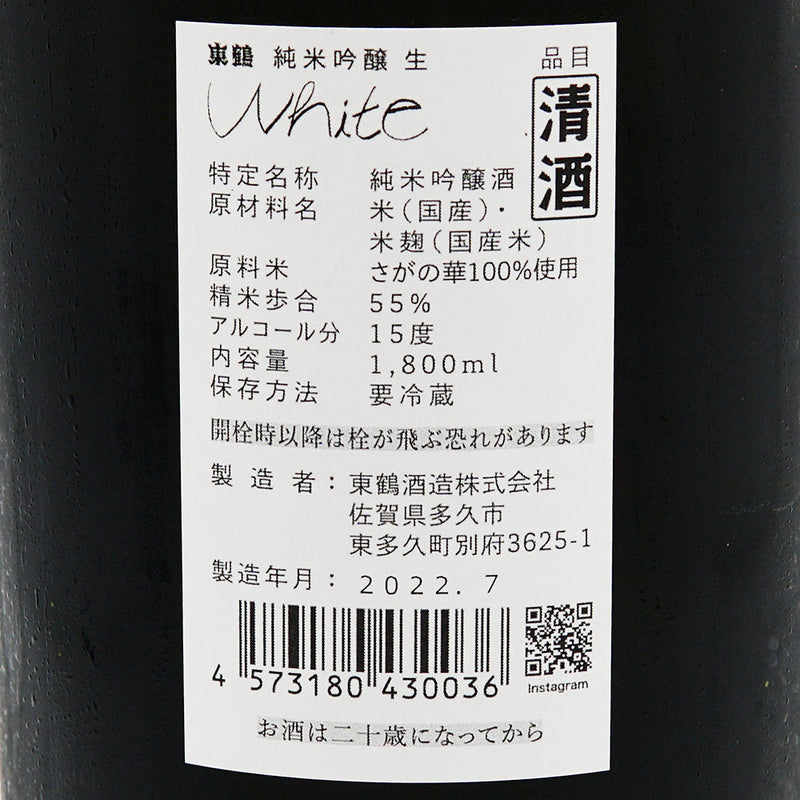 東鶴 純米吟醸 生
White
品目
清酒
特定名称 純米吟醸酒
原材料名 米(国産)・
米麹(国産米)
原料米 さがの華100%使用
精米歩合 55%
アルコール分 15度
内容量 1,800ml
保存方法 要冷蔵
開栓時以降は栓が飛ぶ恐れがあります
製造者：東鶴酒造株式会社
佐賀県多久市
東多久町別府3625-1
製造年月：2022.7
4 573180 430036
Instagram
お酒は二十歳になってから